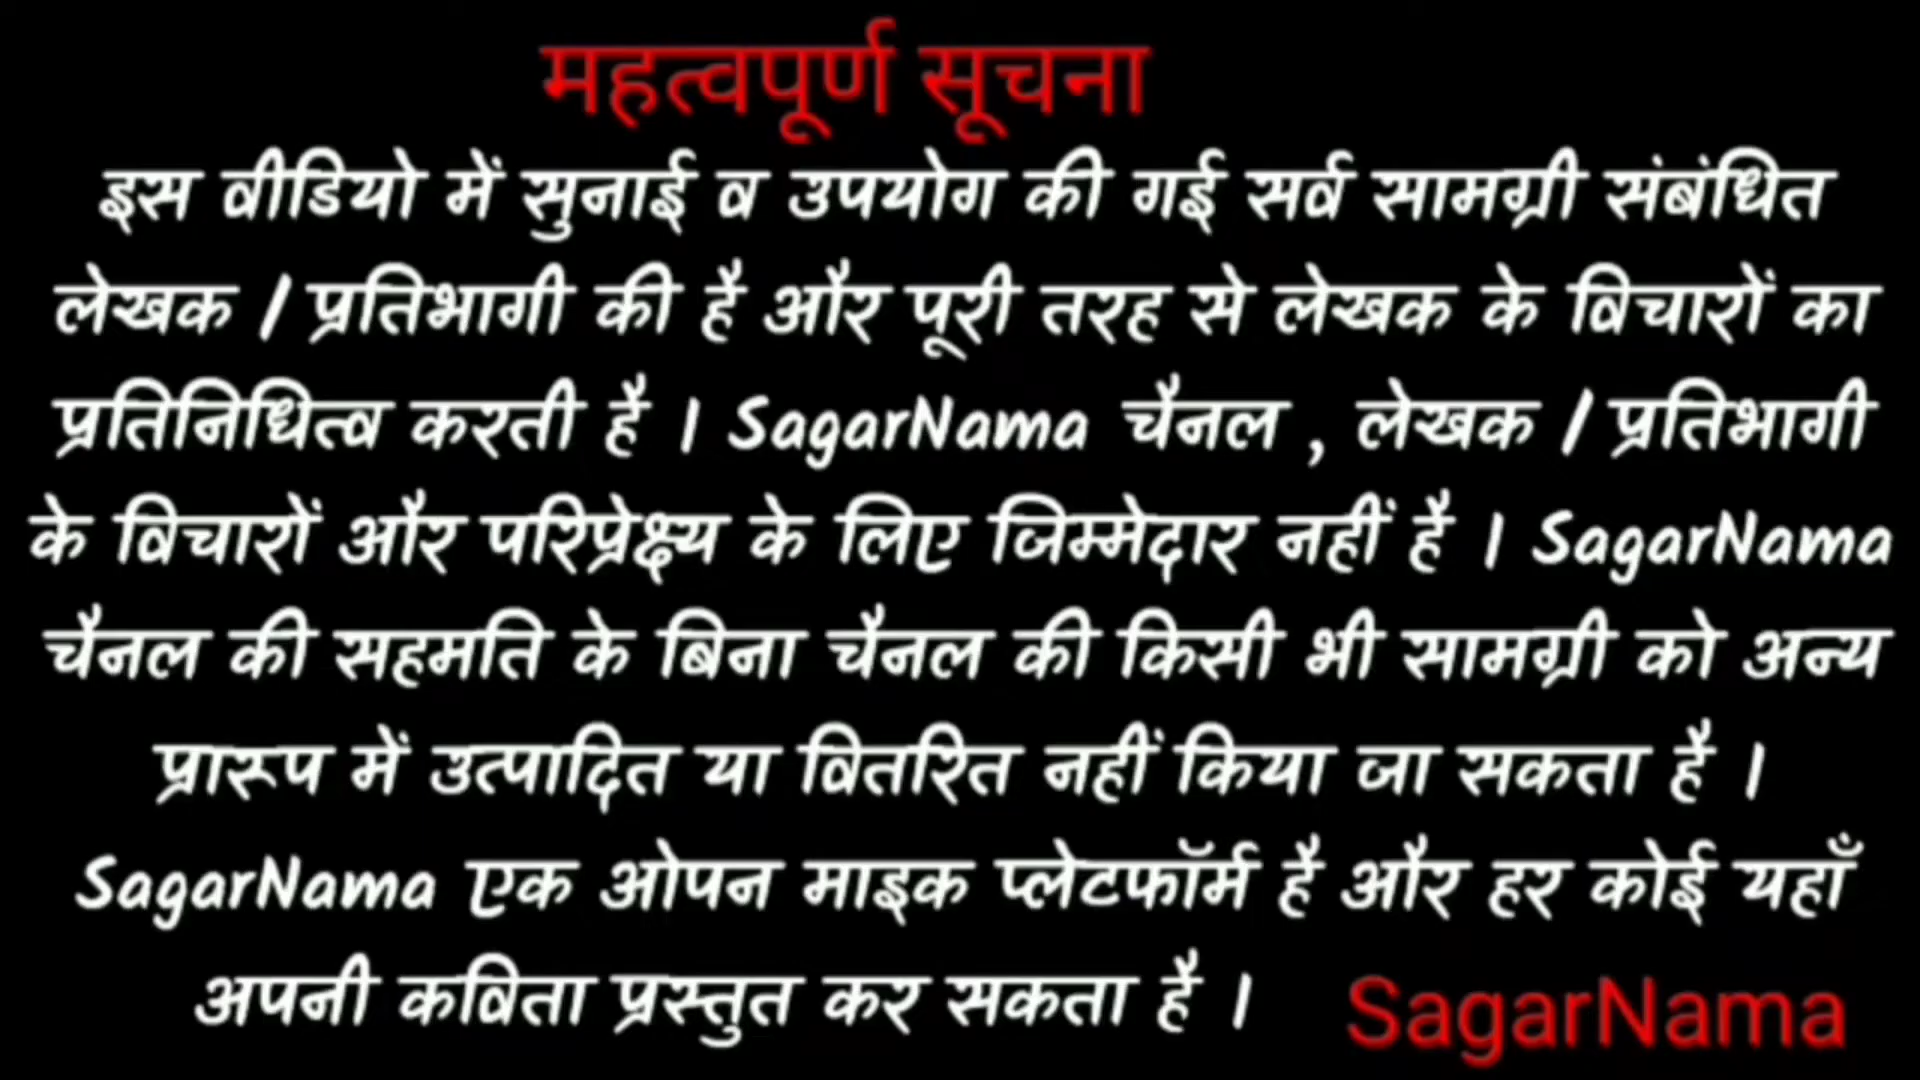 महत्वपूर्ण सूचना
इस वीडियो में सुनाई व उपयोग की गई सर्व सामग्री संबंधित
लेखक / प्रतिभागी की है और पूरी तरह से लेखक के विचारों का
प्रतिनिधित्व करती है । SagarNama चैनल , लेखक / प्रतिभागी
के विचारों और परिप्रेक्ष्य के लिए जिम्मेदार नहीं है । SagarNama
चैनल की सहमति के बिना चैनल की किसी भी सामग्री को अन्य
प्रारूप में उत्पादित या वितरित नहीं किया जा सकता है ।
SagarNama एक ओपन माइक प्लेटफॉर्म है और हर कोई यहाँ
अपनी कविता प्रस्तुत कर सकता है ।
SagarNama